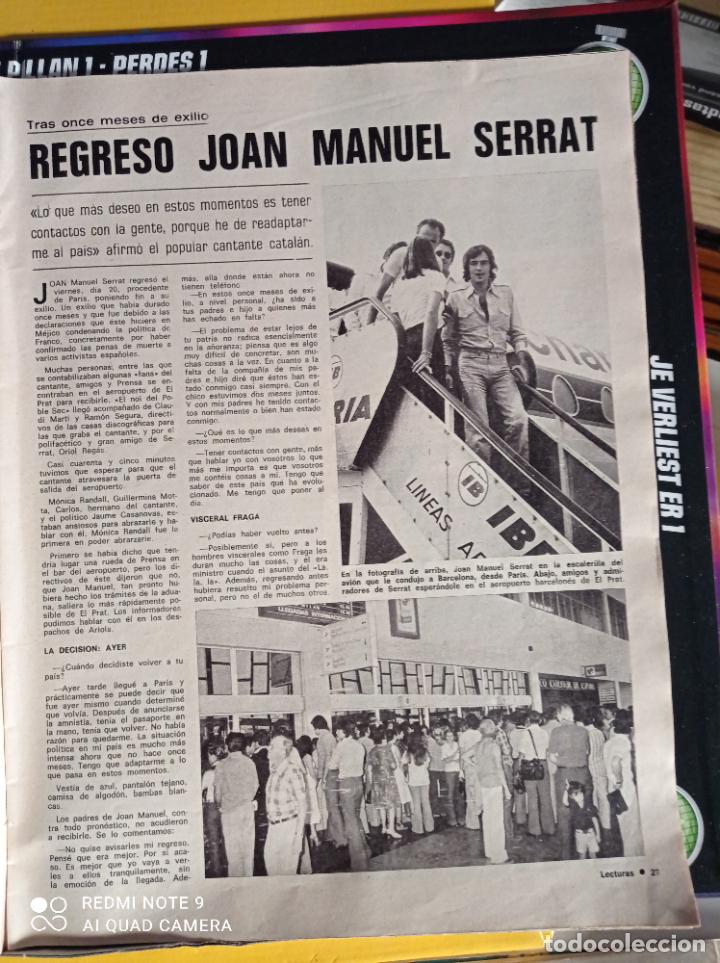 PILLAN 1 - PERDES 1
Tras once meses de exilio
REGRESO JOAN MANUEL SERRAT
«Lo que más deseo en estos momentos es tener
contactos con la gente, porque he de readaptar-
me al país» afirmó el popular cantante catalán.
JOAN Manuel Serrat regresó el
viernes, día 20, procedente
de París, poniendo fin a su
exilio. Un exilio que había durado
once meses y que fue debido a las
declaraciones que éste hiciera en
Méjico condenando la política de
Franco, concretamente por haber
confirmado las penas de muerte a
varios activistas españoles.
Muchas personas, entre las que
se contabilizaban algunas «fans» del
cantante, amigos y Prensa se en-
contraban en el aeropuerto de El
Prat para recibirle. «El noi del Po-
ble Sec» llegó acompañado de Clau-
di Martí y Ramón Segura, directi-
vos de las casas discográficas para
las que graba el cantante, y por el
polifacético y gran amigo de Se-
rrat, Oriol Regás.
Casi cuarenta y cinco minutos
tuvimos que esperar para que el
cantante atravesara la puerta de
salida del aeropuerto.
Mónica Randall, Guillermina Mot-
ta, Carlos, hermano del cantante,
y el político Jaume Casanovas, es-
taban ansiosos para abrazarle y ha-
blar con él. Mónica Randall fue la
primera en poder abrazarle.
Primero se había dicho que ten-
dría lugar una rueda de Prensa en
el bar del aeropuerto, pero los di-
rectivos de éste dijeron que no,
que Joan Manuel, tan pronto hu-
biera hecho los trámites de la adua-
na, saliera lo más rápidamente po-
sible de El Prat. Los informadores
pudimos hablar con él en los des-
pachos de Ariola.
LA DECISION: AYER
—¿Cuándo decidiste volver a tu
país?
—Ayer tarde llegué a París y
prácticamente se puede decir que
fue ayer mismo cuando determiné
que volvía. Después de anunciarse
la amnistía, tenía el pasaporte en
la mano, tenía que volver. No había
razón para quedarme. La situación
política en mi país es mucho más
intensa ahora que no hace once
meses. Tengo que adaptarme a lo
que pasa en estos momentos.
Vestía de azul, pantalón tejano,
camisa de algodón, bambas blan-
cas.
Los padres de Joan Manuel, con-
tra todo pronóstico, no acudieron
a recibirle. Se lo comentamos:
—No quise avisarles mi regreso.
Pensé que era mejor. Por si aca-
so. Es mejor que yo vaya a ver-
les a ellos tranquilamente, sin
la emoción de la llegada. Ade-
más, allá donde están ahora no
tienen teléfono.
—En estos once meses de exi-
lio, a nivel personal, ¿ha sido a
tus padres e hijo a quienes más
has echado en falta?
—El problema de estar lejos de
tu patria no radica esencialmente
en la añoranza; piensa que es algo
muy difícil de concretar, son mu-
chas cosas a la vez. En cuanto a la
falta de la compañía de mis pa-
dres e hijo diré que éstos han es-
tado conmigo casi siempre. Con el
chico estuvimos dos meses juntos.
Y con mis padres he tenido contac-
tos normalmente o bien han estado
conmigo.
—¿Qué es lo que más deseas en
estos momentos?
—Tener contactos con gente, más
que hablar yo con vosotros lo que
más me importa es que vosotros
me contéis cosas a mí. Tengo que
saber de este país qué ha evolu-
cionado. Me tengo que poner al
día.
VISCERAL FRAGA
—¿Podías haber vuelto antes?
—Posiblemente sí, pero a los
hombres viscerales como Fraga les
duran mucho las cosas, y él era
ministro cuando el asunto del «La,
la, la». Además, regresando antes
hubiera resuelto mi problema per-
sonal, pero no el de muchos otros.
RIA
IB
LINEAS AE
IBE
En la fotografía de arriba, Joan Manuel Serrat en la escalerilla del
avión que le condujo a Barcelona, desde París. Abajo, amigos y admi-
radores de Serrat esperándole en el aeropuerto barcelonés de El Prat.
Lecturas • 21
JE VERLIEST ER 1
REDMI NOTE 9
AI QUAD CAMERA
todocoleccion